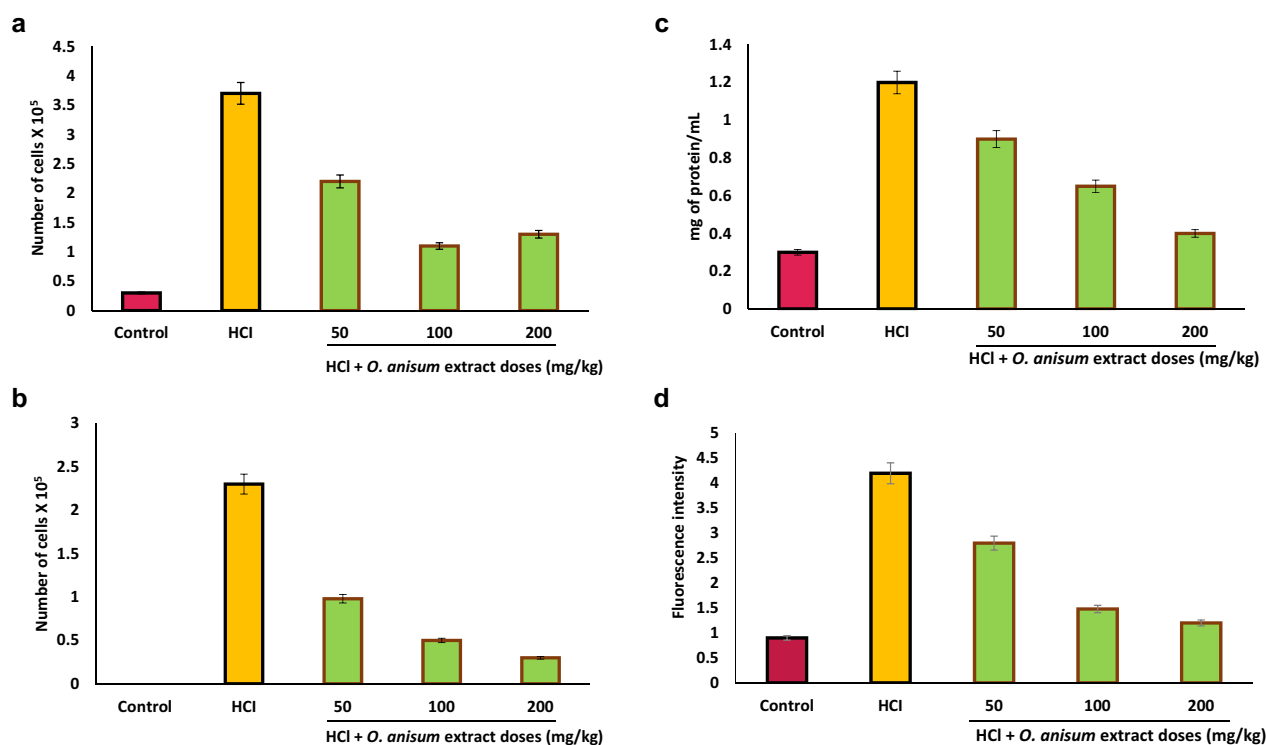 a
Number of cells X 10⁵
4.5
4
3.5
3
2.5
2
1.5
1
0.5
0
Control HCl 50 100 200
HCl + O. anisum extract doses (mg/kg)
c
mg of protein/mL
1.4
1.2
1
0.8
0.6
0.4
0.2
0
Control HCl 50 100 200
HCl + O. anisum extract doses (mg/kg)
b
Number of cells X 10⁵
3
2.5
2
1.5
1
0.5
0
Control HCl 50 100 200
HCl + O. anisum extract doses (mg/kg)
d
Fluorescence intensity
5
4.5
4
3.5
3
2.5
2
1.5
1
0.5
0
Control HCl 50 100 200
HCl + O. anisum extract doses (mg/kg)